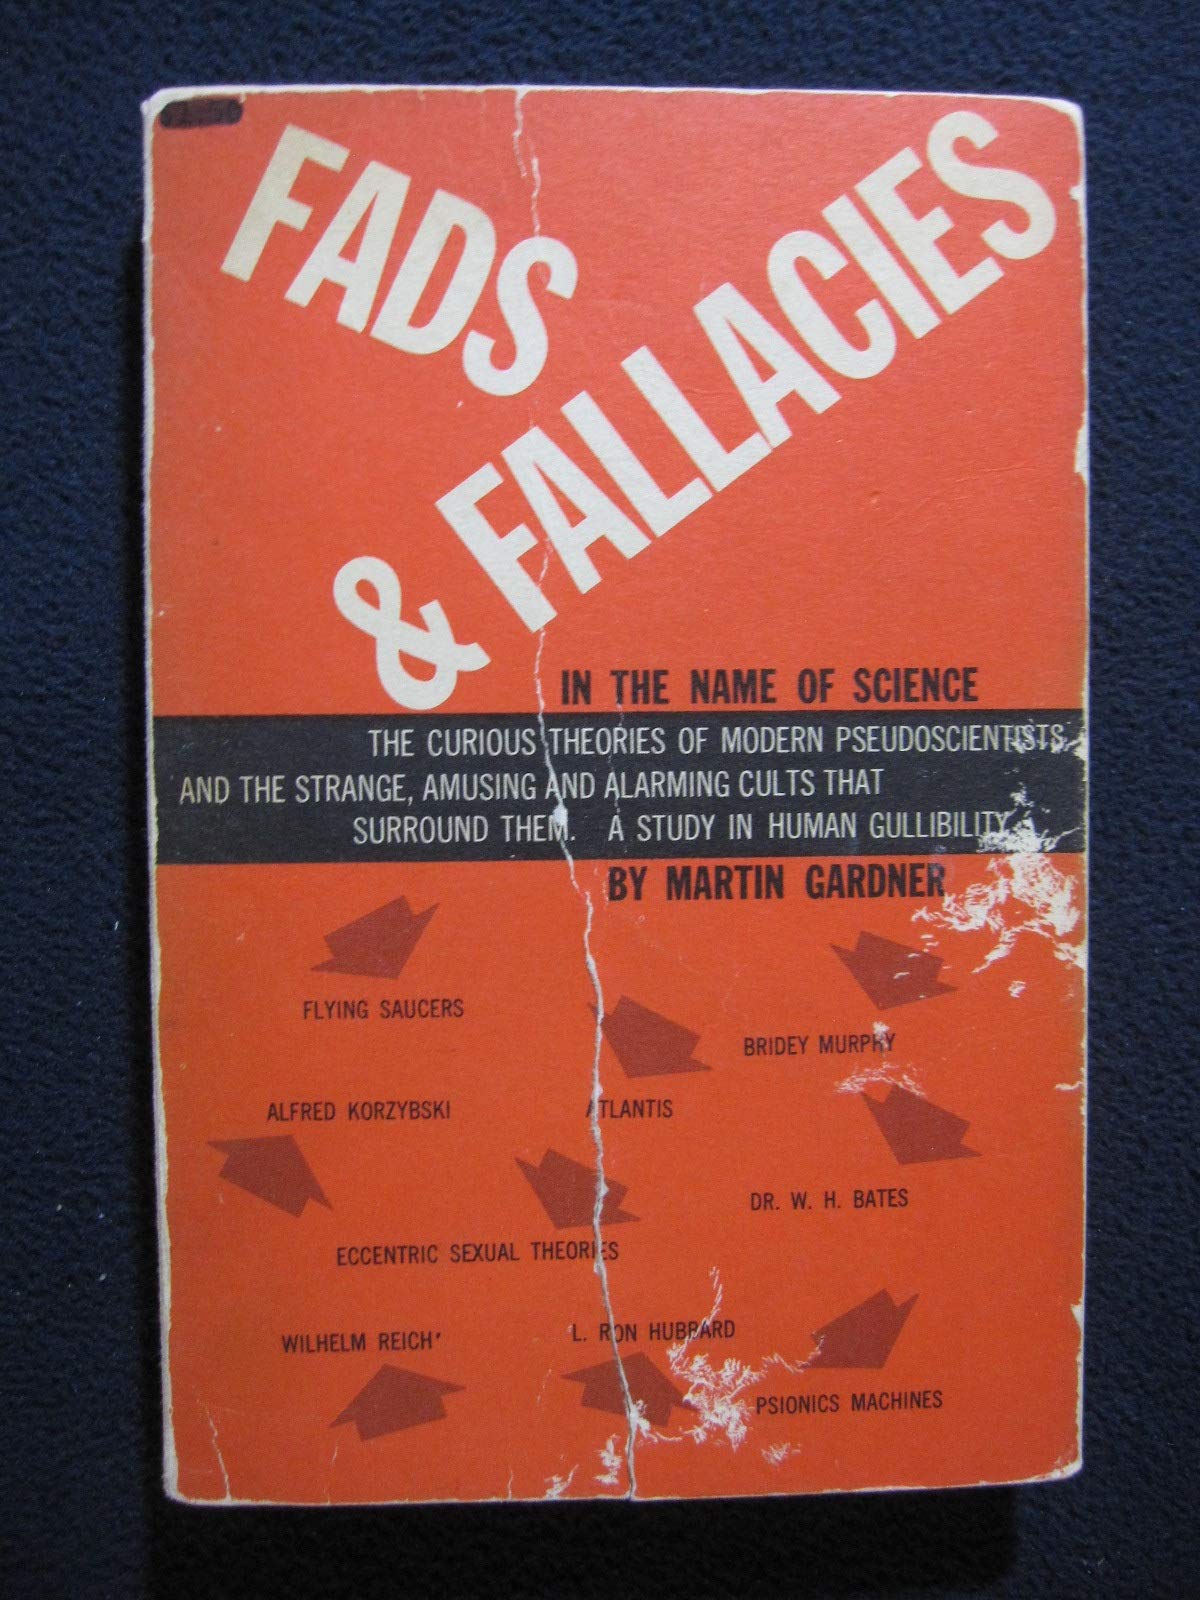 FADS
& FALLACIES
IN THE NAME OF SCIENCE
THE CURIOUS THEORIES OF MODERN PSEUDOSCIENTISTS
AND THE STRANGE, AMUSING AND ALARMING CULTS THAT
SURROUND THEM. A STUDY IN HUMAN GULLIBILITY
BY MARTIN GARDNER
FLYING SAUCERS
BRIDEY MURPHY
ALFRED KORZYBSKI
ATLANTIS
DR. W. H. BATES
ECCENTRIC SEXUAL THEORIES
WILHELM REICH
L. RON HUBBARD
PSIONICS MACHINES